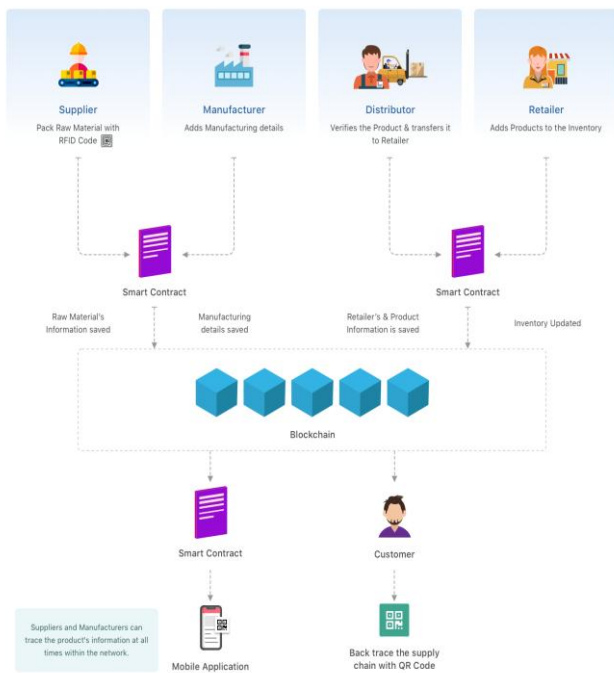 Supplier
Pack Raw Material with
RFID Code
Manufacturer
Adds Manufacturing details
Distributor
Verifies the Product & transfers it
to Retailer
Retailer
Adds Products to the Inventory
Smart Contract
Smart Contract
Raw Material's
Information saved
Manufacturing
details saved
Retailer's & Product
Information is saved
Inventory Updated
Blockchain
Smart Contract
Customer
Suppliers and Manufacturers can
trace the product's information at all
times within the network.
Mobile Application
Back trace the supply
chain with QR Code